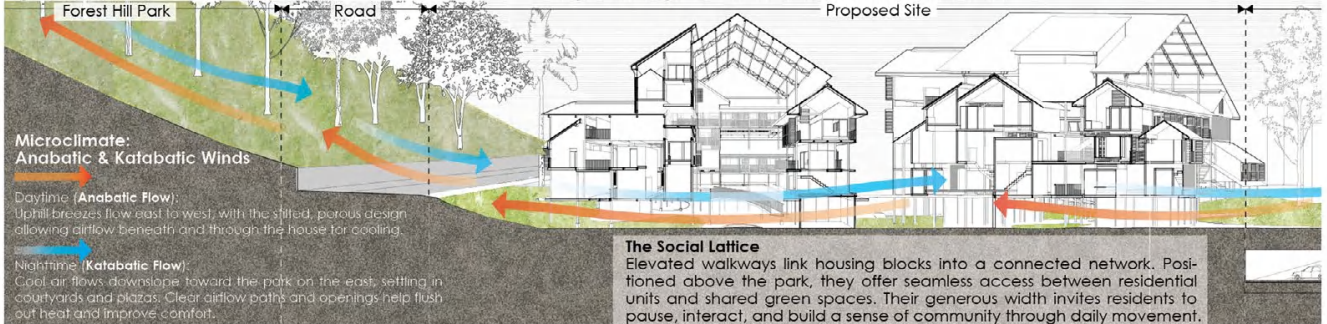 Forest Hill Park
Road
Proposed Site
Microclimate:
Anabatic & Katabatic Winds
Daytime (Anabatic Flow):
Uphill breezes flow east to west, with the stilted, porous design
allowing airflow beneath and through the house for cooling.
Nighttime (Katabatic Flow):
Cool air flows downslope toward the park on the east, settling in
courtyards and plazas. Clear airflow paths and openings help flush
out heat and improve comfort.
The Social Lattice
Elevated walkways link housing blocks into a connected network. Posi-
tioned above the park, they offer seamless access between residential
units and shared green spaces. Their generous width invites residents to
pause, interact, and build a sense of community through daily movement.